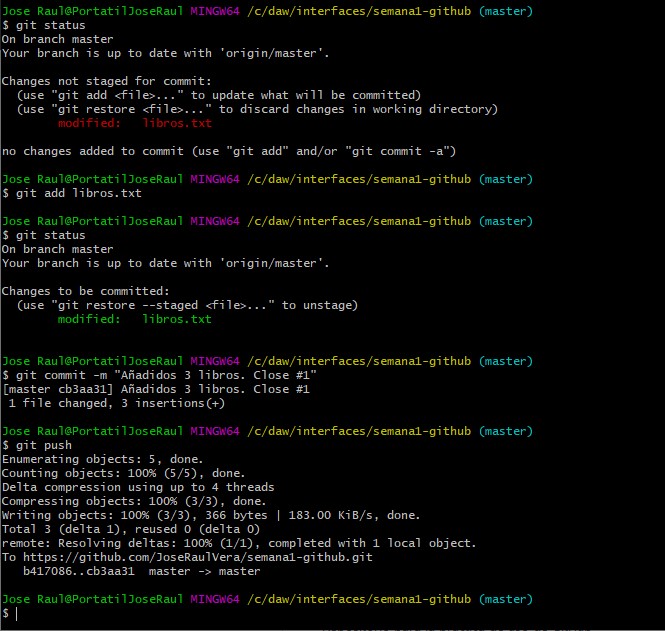 Jose Raul@PortatilJoseRaul MINGW64 /c/daw/interfaces/semana1-github (master)
$ git status
On branch master
Your branch is up to date with 'origin/master'.
Changes not staged for commit:
(use "git add <file>..." to update what will be committed)
(use "git restore <file>..." to discard changes in working directory)
modified:   libros.txt
no changes added to commit (use "git add" and/or "git commit -a")
Jose Raul@PortatilJoseRaul MINGW64 /c/daw/interfaces/semana1-github (master)
$ git add libros.txt
Jose Raul@PortatilJoseRaul MINGW64 /c/daw/interfaces/semana1-github (master)
$ git status
On branch master
Your branch is up to date with 'origin/master'.
Changes to be committed:
(use "git restore --staged <file>..." to unstage)
modified:   libros.txt
Jose Raul@PortatilJoseRaul MINGW64 /c/daw/interfaces/semana1-github (master)
$ git commit -m "Añadidos 3 libros. Close #1"
[master cb3aa31] Añadidos 3 libros. Close #1
1 file changed, 3 insertions(+)
Jose Raul@PortatilJoseRaul MINGW64 /c/daw/interfaces/semana1-github (master)
$ git push
Enumerating objects: 5, done.
Counting objects: 100% (5/5), done.
Delta compression using up to 4 threads
Compressing objects: 100% (3/3), done.
Writing objects: 100% (3/3), 366 bytes | 183.00 KiB/s, done.
Total 3 (delta 1), reused 0 (delta 0)
remote: Resolving deltas: 100% (1/1), completed with 1 local object.
To https://github.com/JoseRaulVera/semana1-github.git
b417086..cb3aa31  master -> master
Jose Raul@PortatilJoseRaul MINGW64 /c/daw/interfaces/semana1-github (master)
$